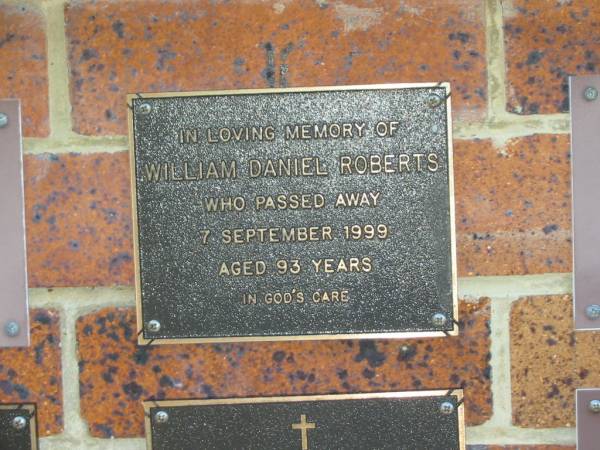 IN LOVING MEMORY OF
WILLIAM DANIEL ROBERTS
WHO PASSED AWAY
7 SEPTEMBER 1999
AGED 93 YEARS
IN GOD'S CARE